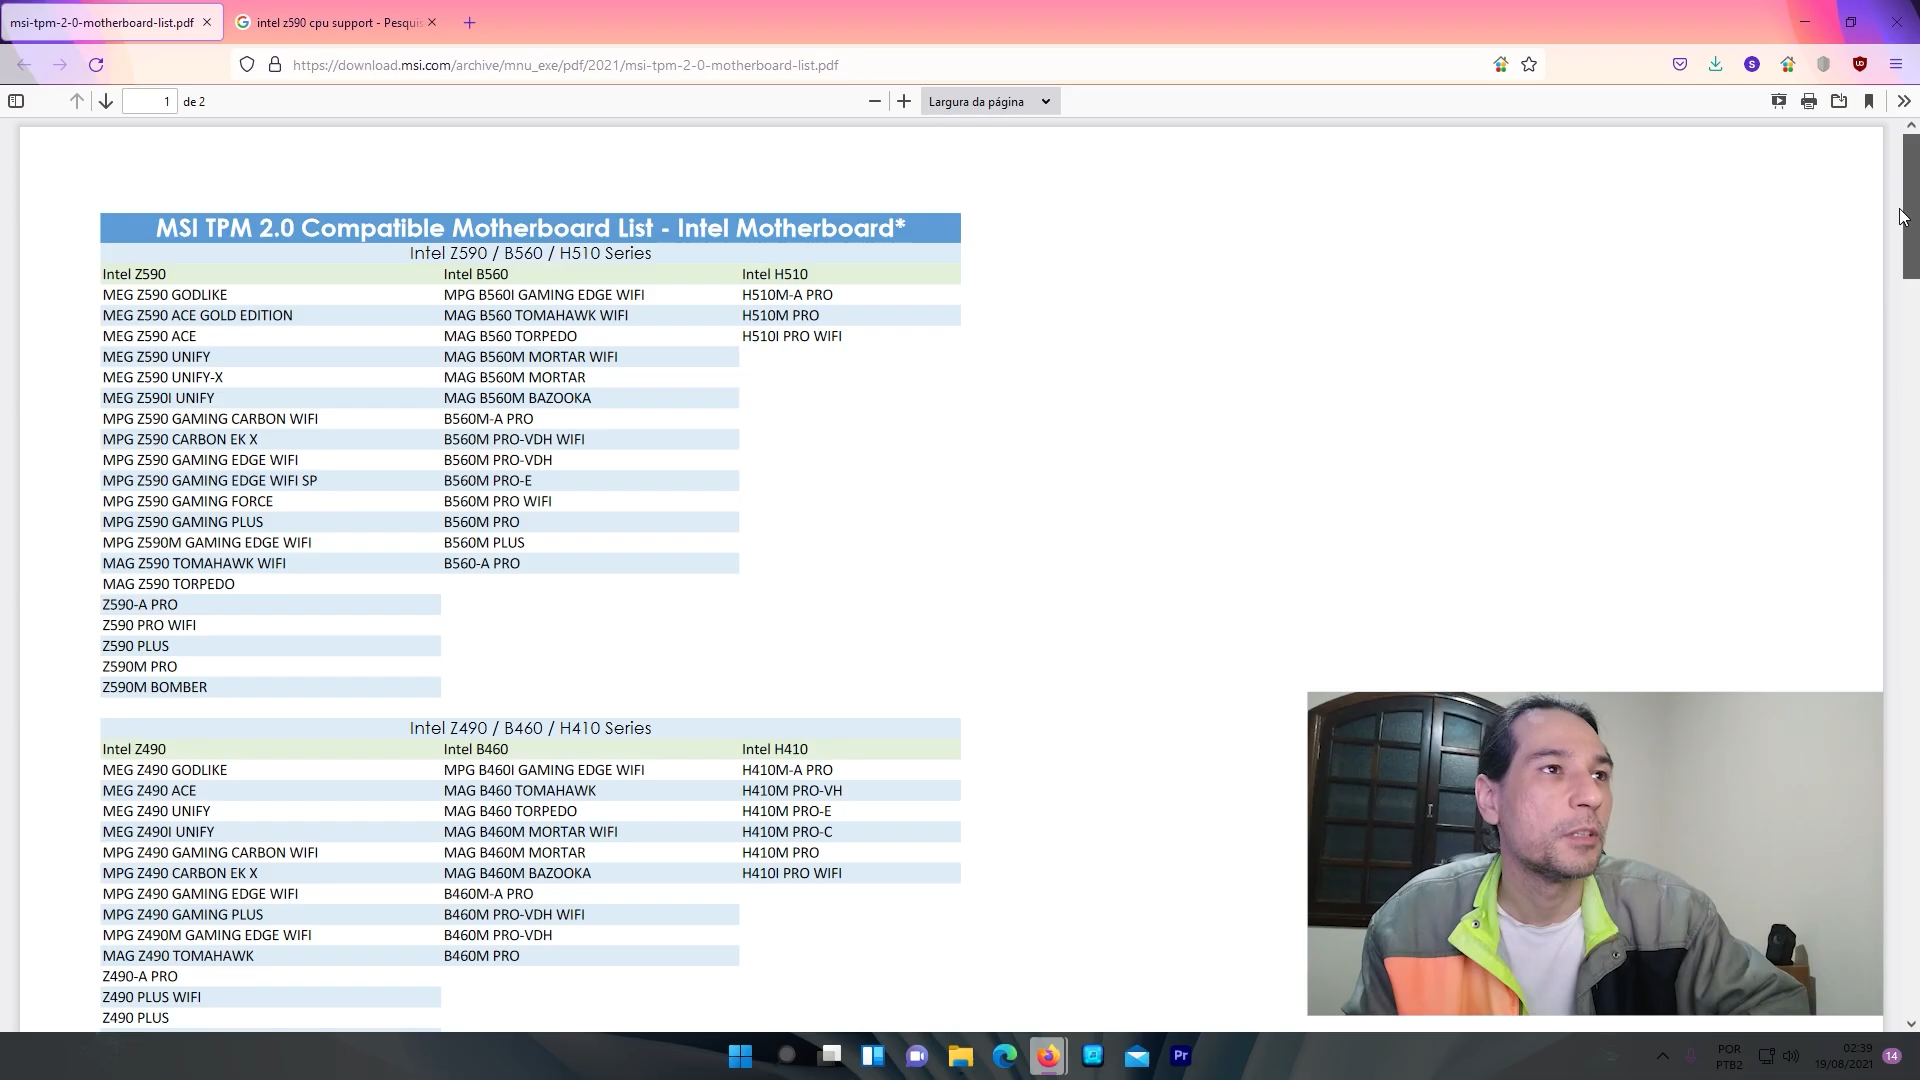 msi-tpm-2-0-motherboard-list.pdf
intel z590 cpu support - Pesquis
https://download.msi.com/archive/mnu_exe/pdf/2021/msi-tpm-2-0-motherboard-list.pdf
1 de 2
Largura da página
MSI TPM 2.0 Compatible Motherboard List - Intel Motherboard*
Intel Z590 / B560 / H510 Series
Intel Z590 Intel B560 Intel H510
MEG Z590 GODLIKE MPG B560I GAMING EDGE WIFI H510M-A PRO
MEG Z590 ACE GOLD EDITION MAG B560 TOMAHAWK WIFI H510M PRO
MEG Z590 ACE MAG B560 TORPEDO H510I PRO WIFI
MEG Z590 UNIFY MAG B560M MORTAR WIFI
MEG Z590 UNIFY-X MAG B560M MORTAR
MEG Z590I UNIFY MAG B560M BAZOOKA
MPG Z590 GAMING CARBON WIFI B560M-A PRO
MPG Z590 CARBON EK X B560M PRO-VDH WIFI
MPG Z590 GAMING EDGE WIFI B560M PRO-VDH
MPG Z590 GAMING EDGE WIFI SP B560M PRO-E
MPG Z590 GAMING FORCE B560M PRO WIFI
MPG Z590 GAMING PLUS B560M PRO
MPG Z590M GAMING EDGE WIFI B560M PLUS
MAG Z590 TOMAHAWK WIFI B560-A PRO
MAG Z590 TORPEDO
Z590-A PRO
Z590 PRO WIFI
Z590 PLUS
Z590M PRO
Z590M BOMBER
Intel Z490 / B460 / H410 Series
Intel Z490 Intel B460 Intel H410
MEG Z490 GODLIKE MPG B460I GAMING EDGE WIFI H410M-A PRO
MEG Z490 ACE MAG B460 TOMAHAWK H410M PRO-VH
MEG Z490 UNIFY MAG B460 TORPEDO H410M PRO-E
MEG Z490I UNIFY MAG B460M MORTAR WIFI H410M PRO-C
MPG Z490 GAMING CARBON WIFI MAG B460M MORTAR H410M PRO
MPG Z490 CARBON EK X MAG B460M BAZOOKA H410I PRO WIFI
MPG Z490 GAMING EDGE WIFI B460M-A PRO
MPG Z490 GAMING PLUS B460M PRO-VDH WIFI
MPG Z490M GAMING EDGE WIFI B460M PRO-VDH
MAG Z490 TOMAHAWK B460M PRO
Z490-A PRO
Z490 PLUS WIFI
Z490 PLUS
Pr
POR
PTB2
02:39
19/08/2021
14